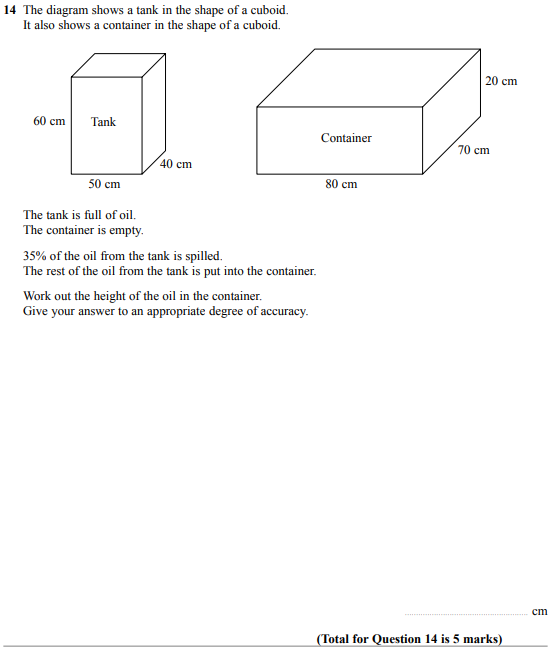 14 The diagram shows a tank in the shape of a cuboid.
It also shows a container in the shape of a cuboid.
20 cm
60 cm
Tank
Container
70 cm
40 cm
50 cm
80 cm
The tank is full of oil.
The container is empty.
35% of the oil from the tank is spilled.
The rest of the oil from the tank is put into the container.
Work out the height of the oil in the container.
Give your answer to an appropriate degree of accuracy.
cm
(Total for Question 14 is 5 marks)